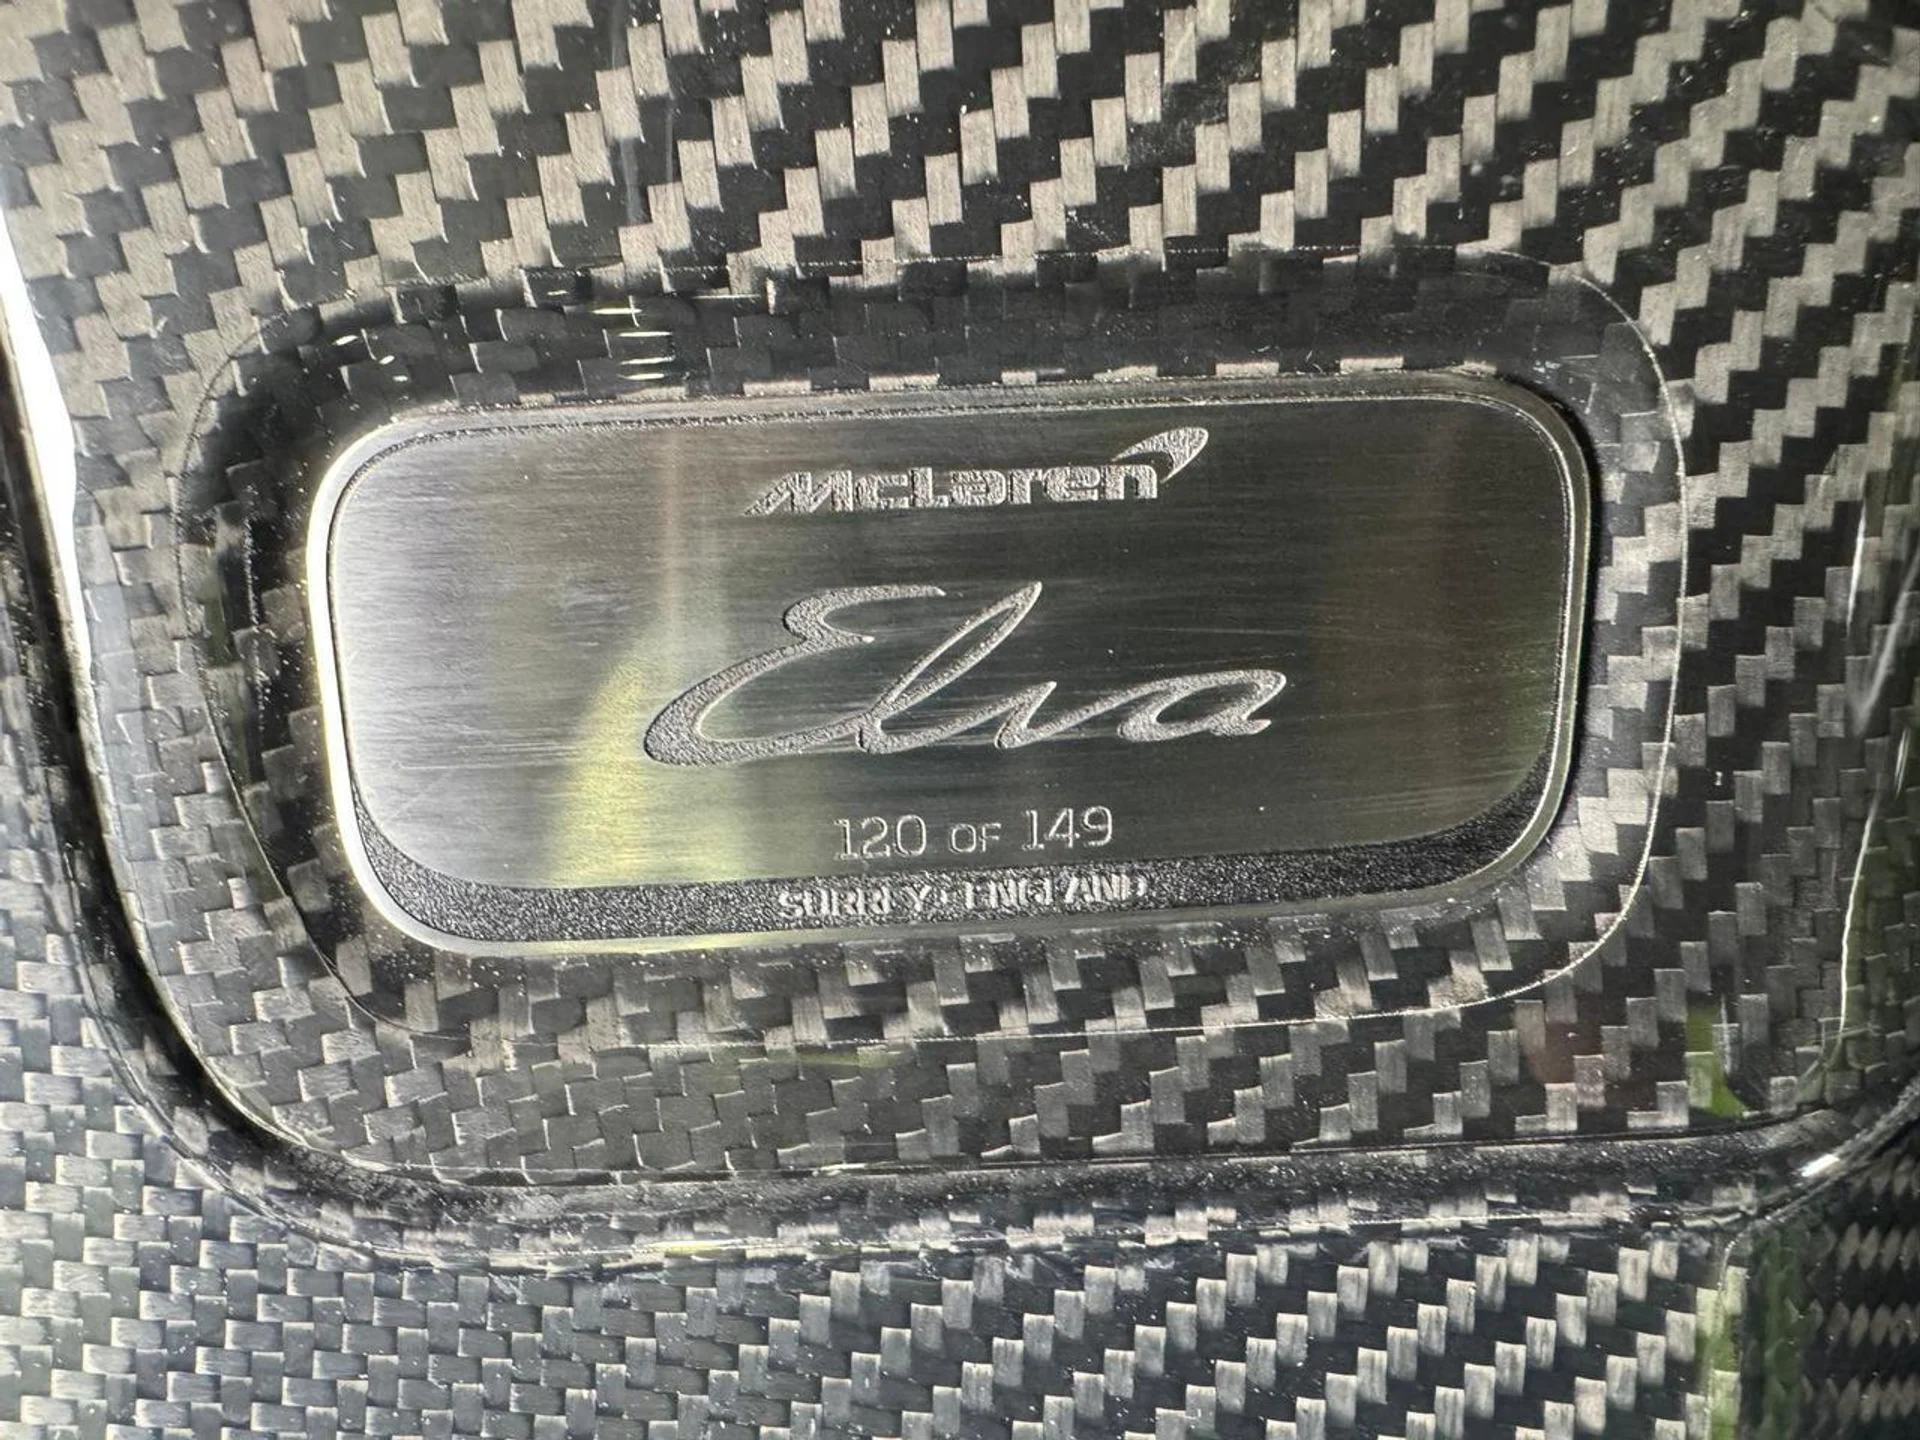 McLaren
Elva
120 OF 149
SURREY • ENGLAND